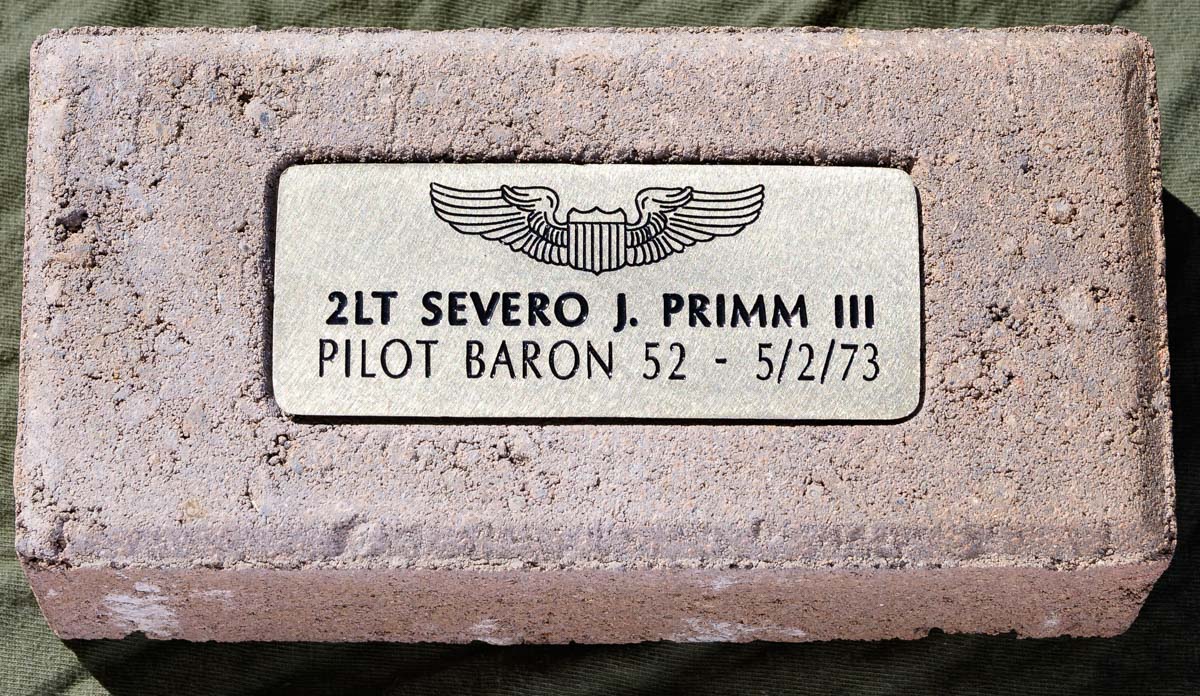 2LT SEVERO J. PRIMM III
PILOT BARON 52 - 5/2/73